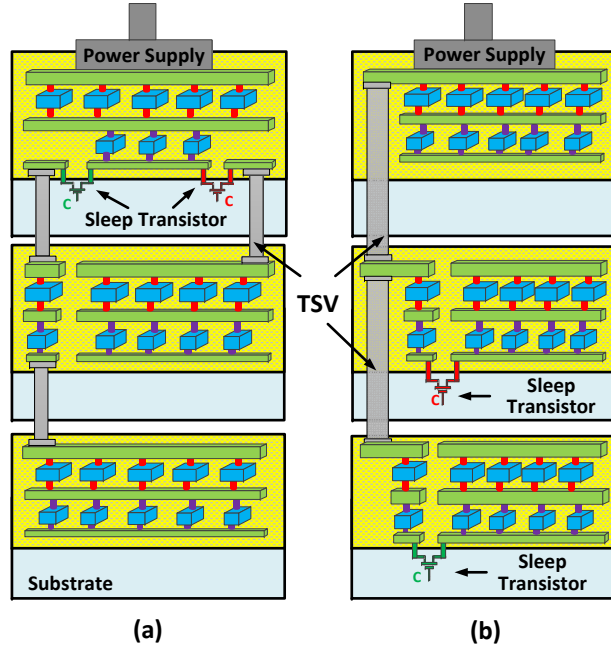 Power Supply
C
C
Sleep Transistor
Substrate
(a)
TSV
Power Supply
C
Sleep
Transistor
C
Sleep
Transistor
(b)